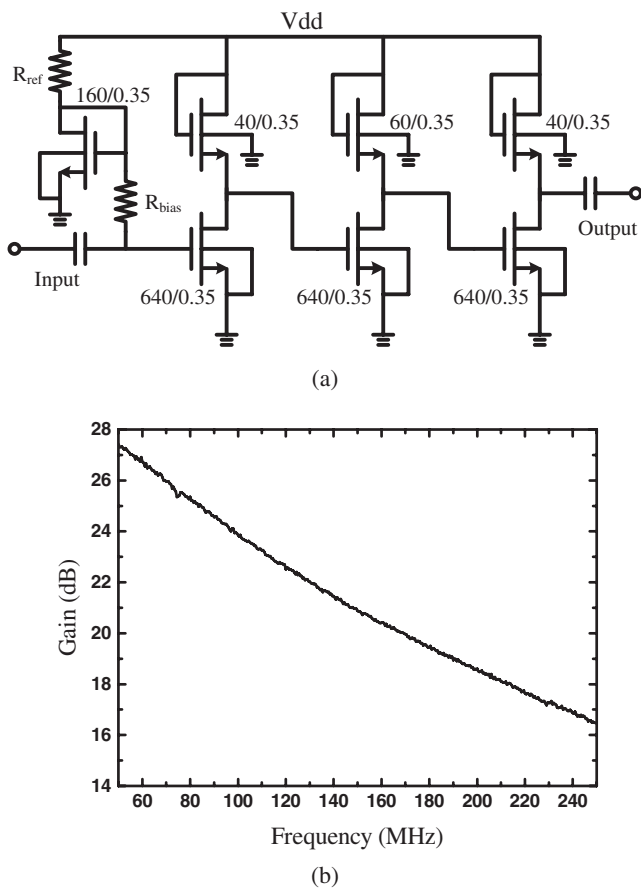 Vdd
R_ref
160/0.35
40/0.35
60/0.35
40/0.35
R_bias
Input
Output
640/0.35
640/0.35
640/0.35
(a)
28
26
24
22
20
18
16
14
Gain (dB)
60 80 100 120 140 160 180 200 220 240
Frequency (MHz)
(b)